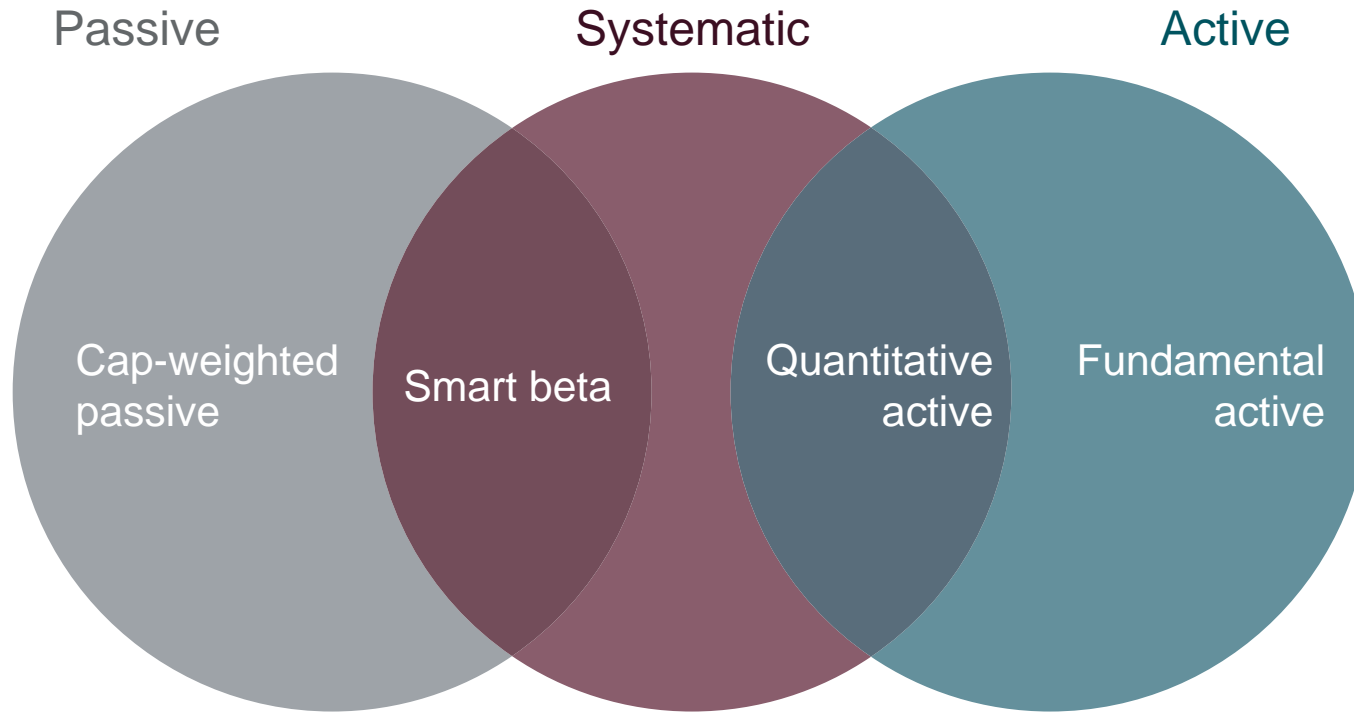 Passive
Systematic
Active
Cap-weighted
passive
Smart beta
Quantitative
active
Fundamental
active